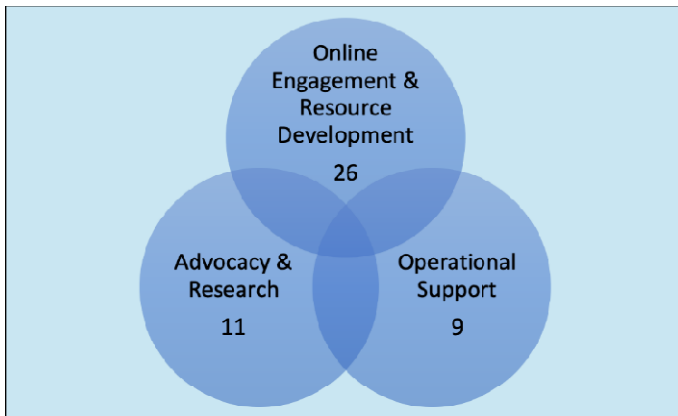 Online
Engagement &
Resource
Development
26
Advocacy &
Research
11
Operational
Support
9